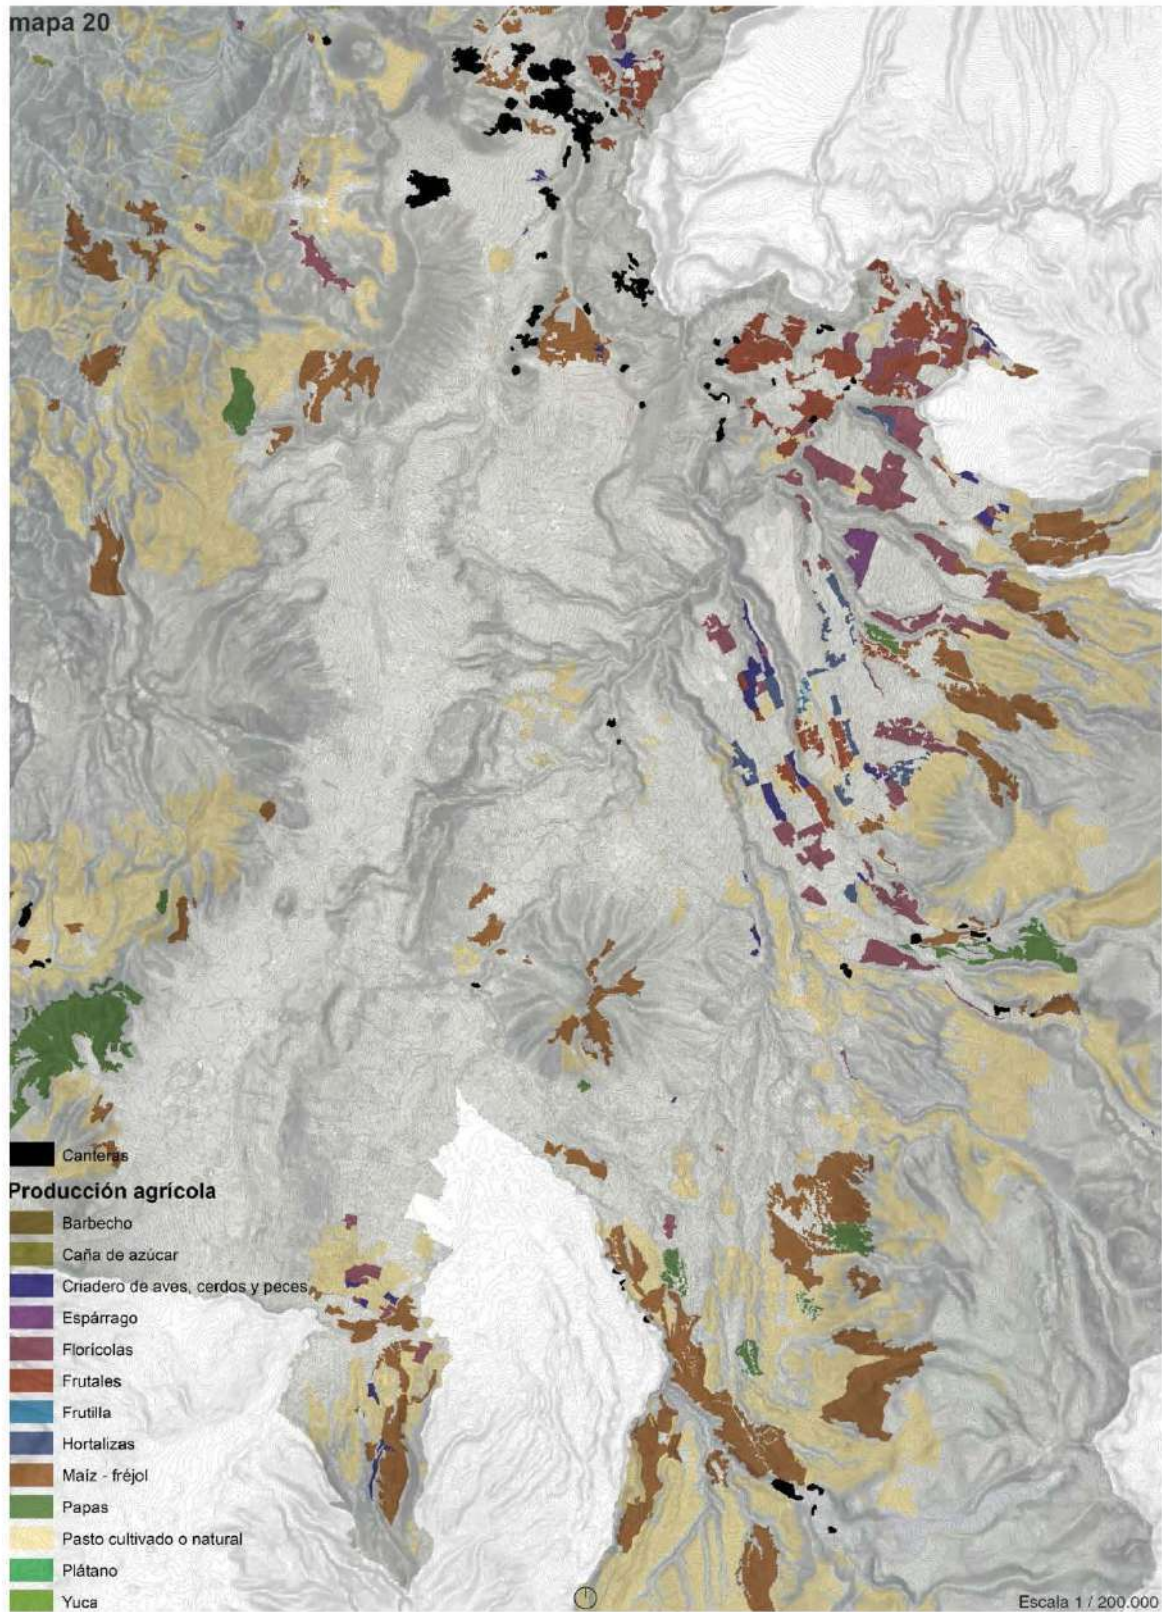 mapa 20
Canteras
Producción agrícola
Barbecho
Caña de azúcar
Criadero de aves, cerdos y peces
Espárrago
Florícolas
Frutales
Frutilla
Hortalizas
Maíz - fréjol
Papas
Pasto cultivado o natural
Plátano
Yuca
Escala 1 / 200.000